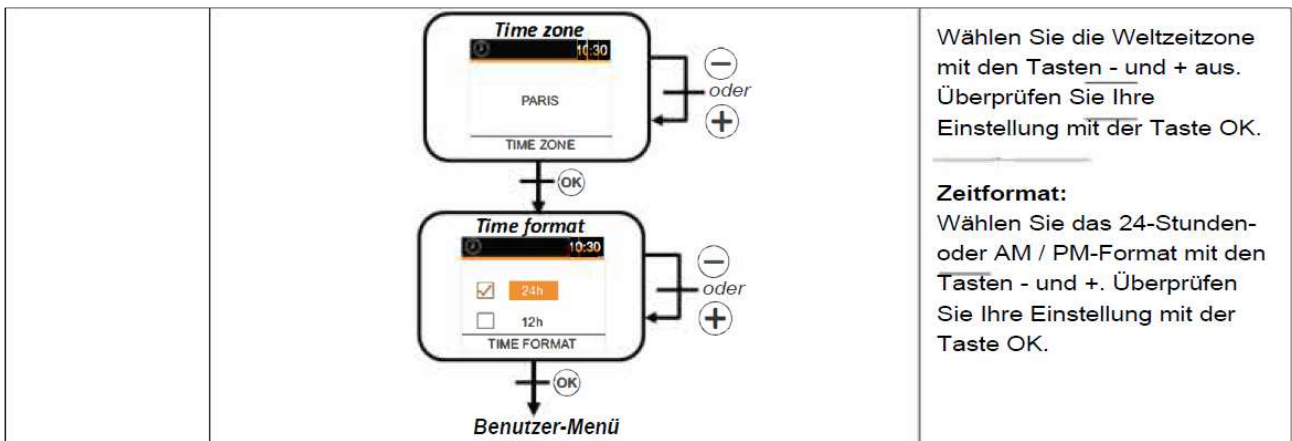 Time zone
10:30
PARIS
TIME ZONE
−
oder
+
OK
Time format
10:30
24h
12h
TIME FORMAT
−
oder
+
OK
Benutzer-Menü
Wählen Sie die Weltzeitzone
mit den Tasten - und + aus.
Überprüfen Sie Ihre
Einstellung mit der Taste OK.
Zeitformat:
Wählen Sie das 24-Stunden-
oder AM / PM-Format mit den
Tasten - und +. Überprüfen
Sie Ihre Einstellung mit der
Taste OK.